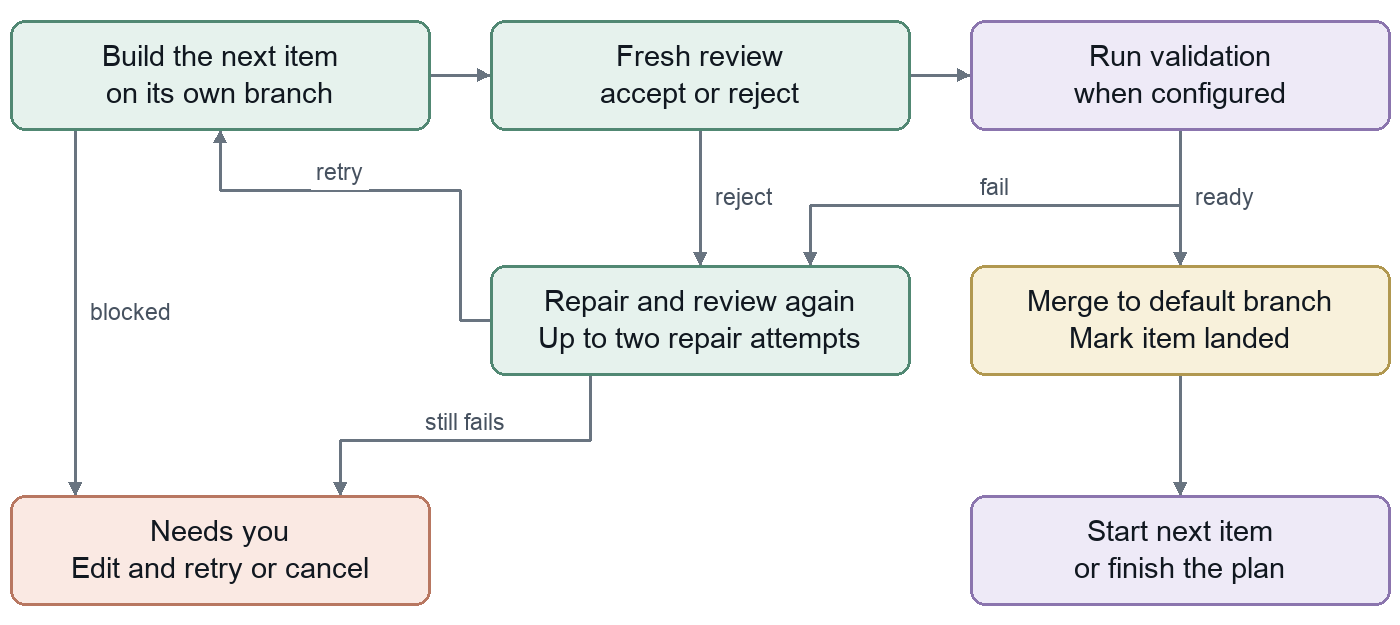 Build the next item
on its own branch
Fresh review
accept or reject
Run validation
when configured
retry
reject
fail
ready
blocked
Repair and review again
Up to two repair attempts
Merge to default branch
Mark item landed
still fails
Needs you
Edit and retry or cancel
Start next item
or finish the plan